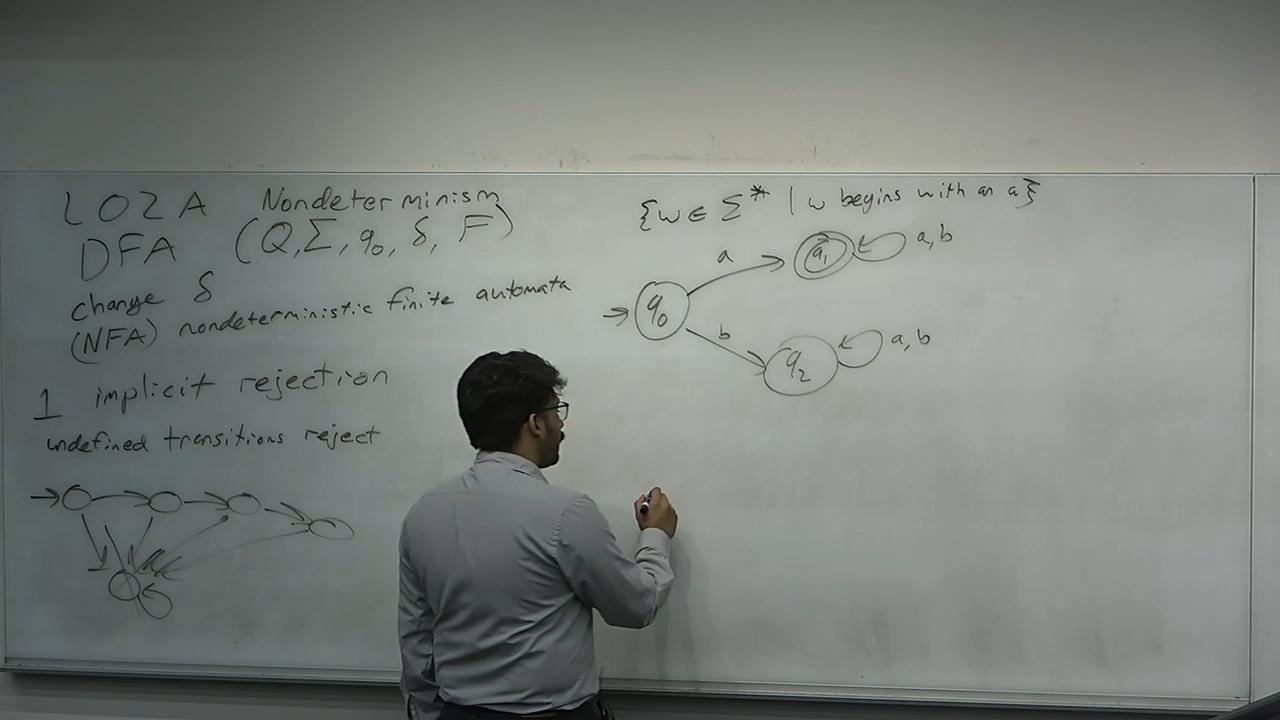 L02A Nondeterminism
DFA (Q, Σ, q₀, δ, F)
change δ
(NFA) nondeterministic finite automata
1 implicit rejection
undefined transitions reject
{w ∈ Σ* | w begins with an a}
a
q₁
a,b
q₀
b
q₂
a,b